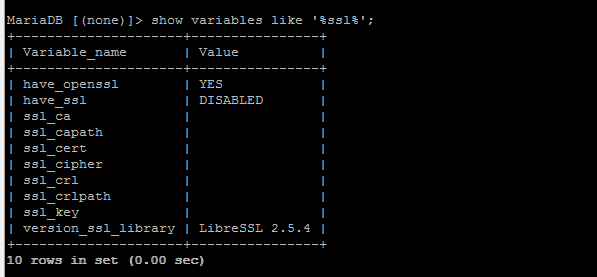 MariaDB [(none)]> show variables like '%ssl%';
+---------------------+----------------+
| Variable_name       | Value          |
+---------------------+----------------+
| have_openssl        | YES            |
| have_ssl            | DISABLED       |
| ssl_ca              |                |
| ssl_capath          |                |
| ssl_cert            |                |
| ssl_cipher          |                |
| ssl_crl             |                |
| ssl_crlpath         |                |
| ssl_key             |                |
| version_ssl_library | LibreSSL 2.5.4 |
+---------------------+----------------+
10 rows in set (0.00 sec)